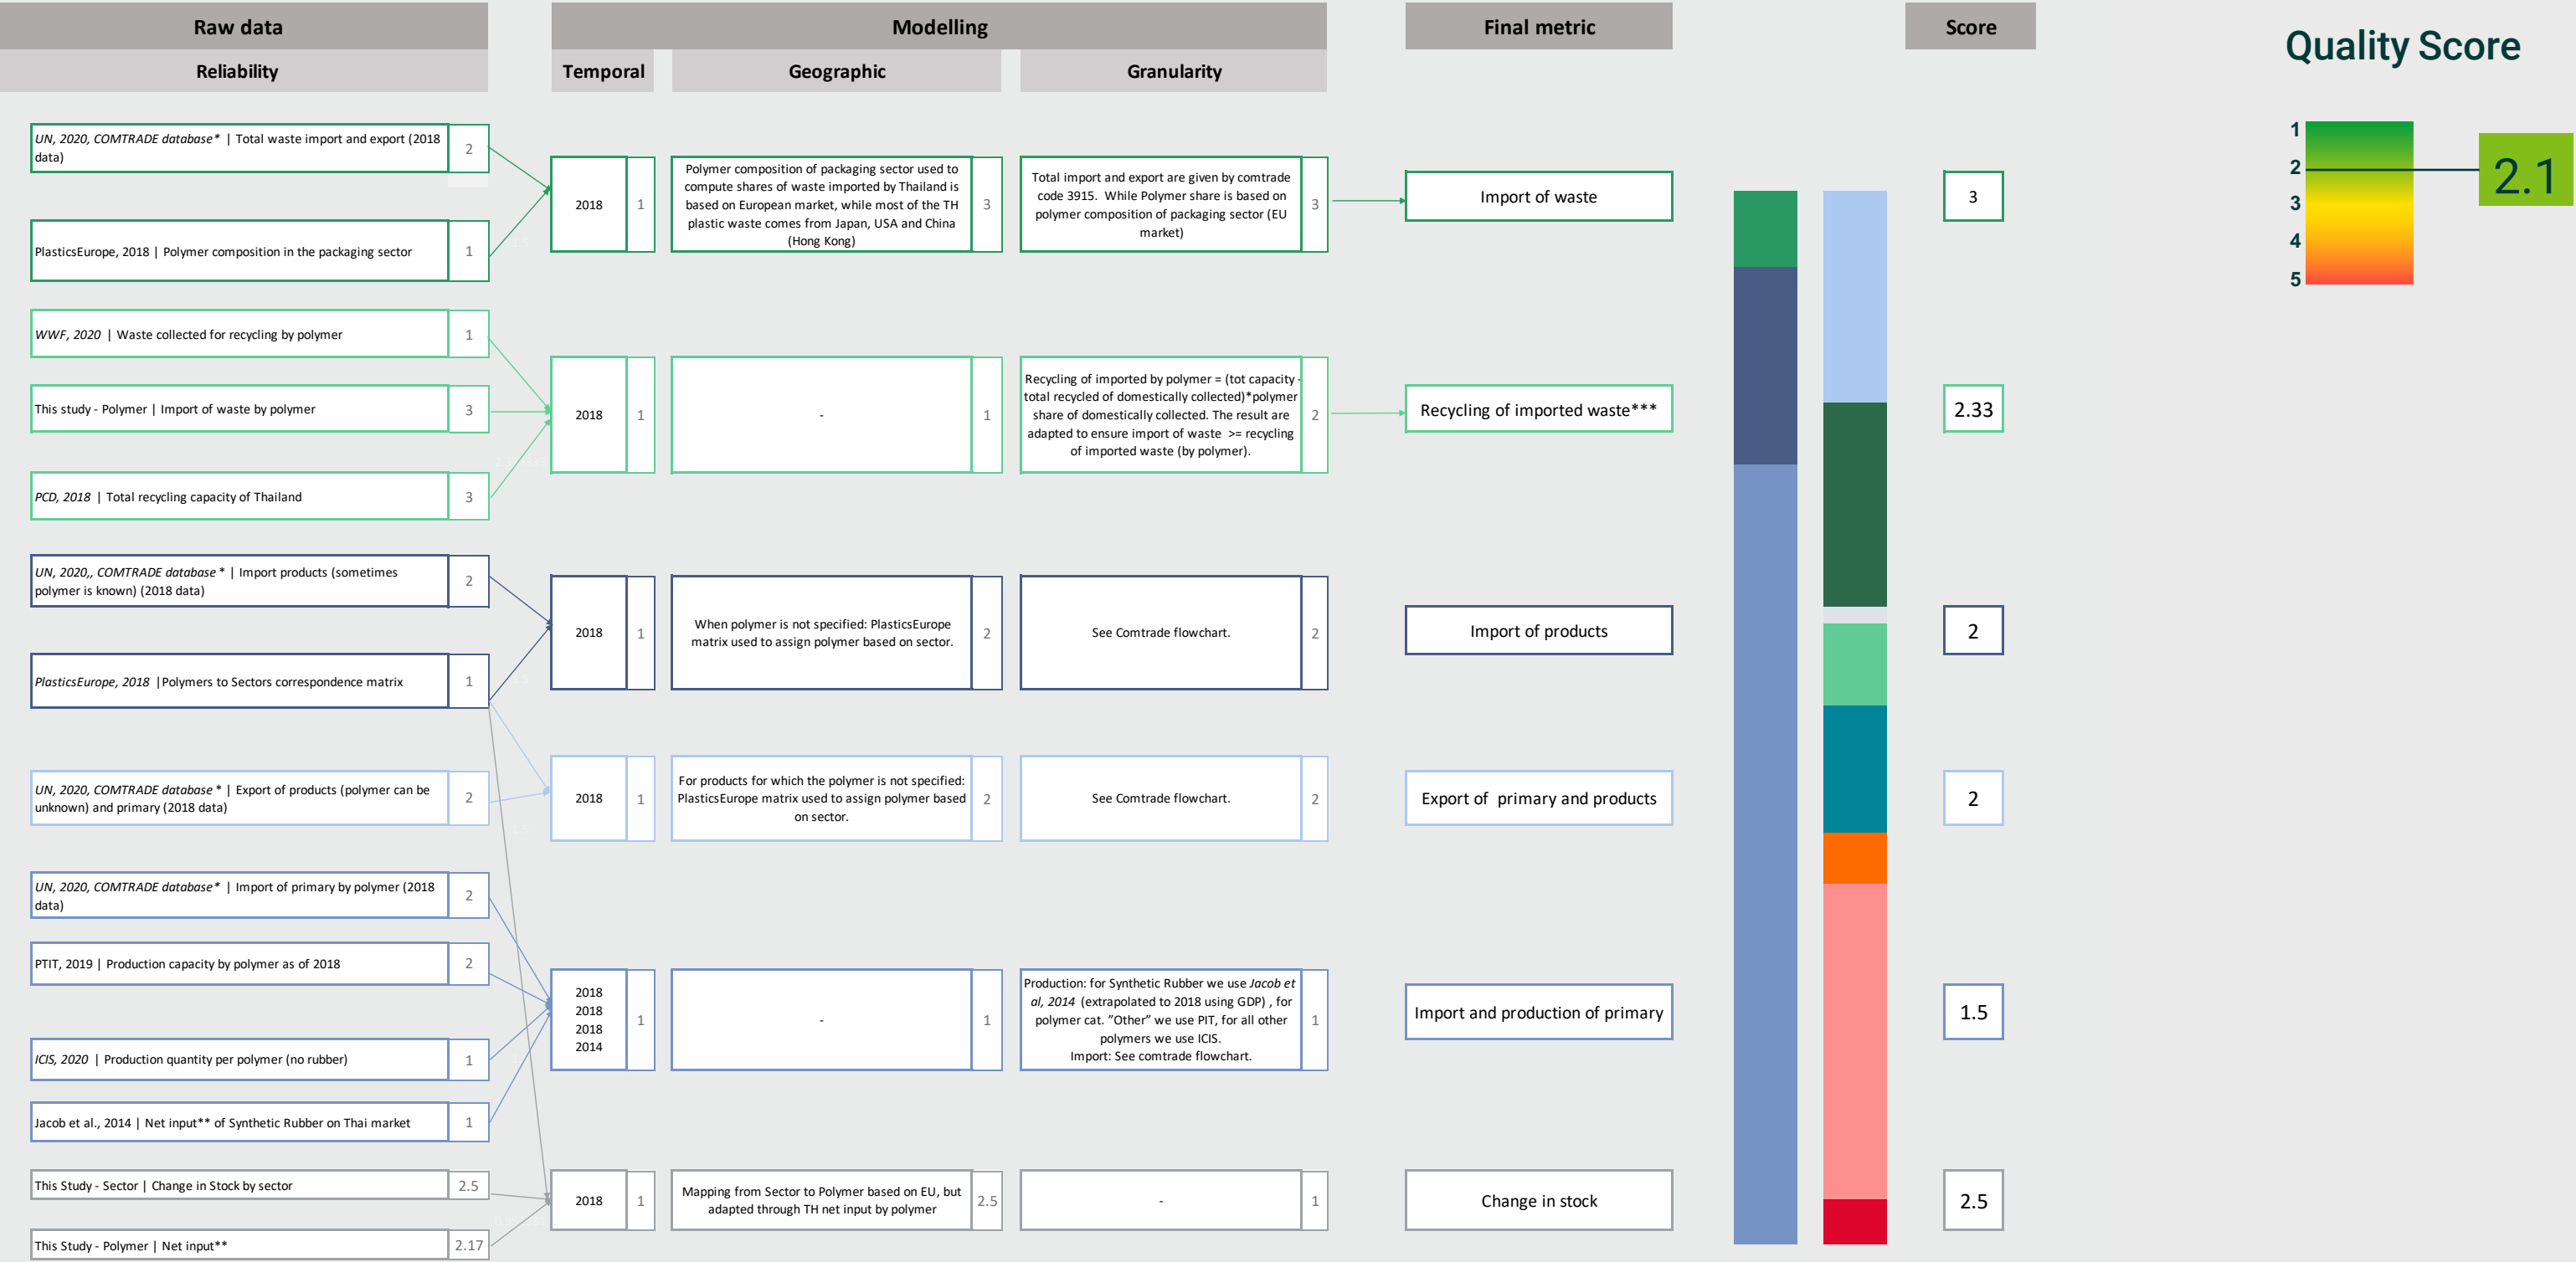 Raw data
Modelling
Final metric
Score
Quality Score
Reliability
Temporal
Geographic
Granularity
1
2
3
4
5
2.1
UN, 2020, COMTRADE database* | Total waste import and export (2018
data)
2
PlasticsEurope, 2018 | Polymer composition in the packaging sector
1
2018
1
Polymer composition of packaging sector used to
compute shares of waste imported by Thailand is
based on European market, while most of the TH
plastic waste comes from Japan, USA and China
(Hong Kong)
3
Total import and export are given by comtrade
code 3915. While Polymer share is based on
polymer composition of packaging sector (EU
market)
3
Import of waste
3
WWF, 2020 | Waste collected for recycling by polymer
1
This study - Polymer | Import of waste by polymer
3
PCD, 2018 | Total recycling capacity of Thailand
3
2018
1
-
1
Recycling of imported by polymer = (tot capacity -
total recycled of domestically collected)*polymer
share of domestically collected. The result are
adapted to ensure import of waste >= recycling
of imported waste (by polymer).
2
Recycling of imported waste***
2.33
UN, 2020,, COMTRADE database * | Import products (sometimes
polymer is known) (2018 data)
2
PlasticsEurope, 2018 |Polymers to Sectors correspondence matrix
1
2018
1
When polymer is not specified: PlasticsEurope
matrix used to assign polymer based on sector.
2
See Comtrade flowchart.
2
Import of products
2
UN, 2020, COMTRADE database * | Export of products (polymer can be
unknown) and primary (2018 data)
2
2018
1
For products for which the polymer is not specified:
PlasticsEurope matrix used to assign polymer based
on sector.
2
See Comtrade flowchart.
2
Export of primary and products
2
UN, 2020, COMTRADE database* | Import of primary by polymer (2018
data)
2
PTIT, 2019 | Production capacity by polymer as of 2018
2
ICIS, 2020 | Production quantity per polymer (no rubber)
1
Jacob et al., 2014 | Net input** of Synthetic Rubber on Thai market
1
2018
2018
2018
2014
1
-
1
Production: for Synthetic Rubber we use Jacob et
al, 2014 (extrapolated to 2018 using GDP) , for
polymer cat. "Other" we use PIT, for all other
polymers we use ICIS.
Import: See comtrade flowchart.
1
Import and production of primary
1.5
This Study - Sector | Change in Stock by sector
2.5
This Study - Polymer | Net input**
2.17
2018
1
Mapping from Sector to Polymer based on EU, but
adapted through TH net input by polymer
2.5
-
1
Change in stock
2.5